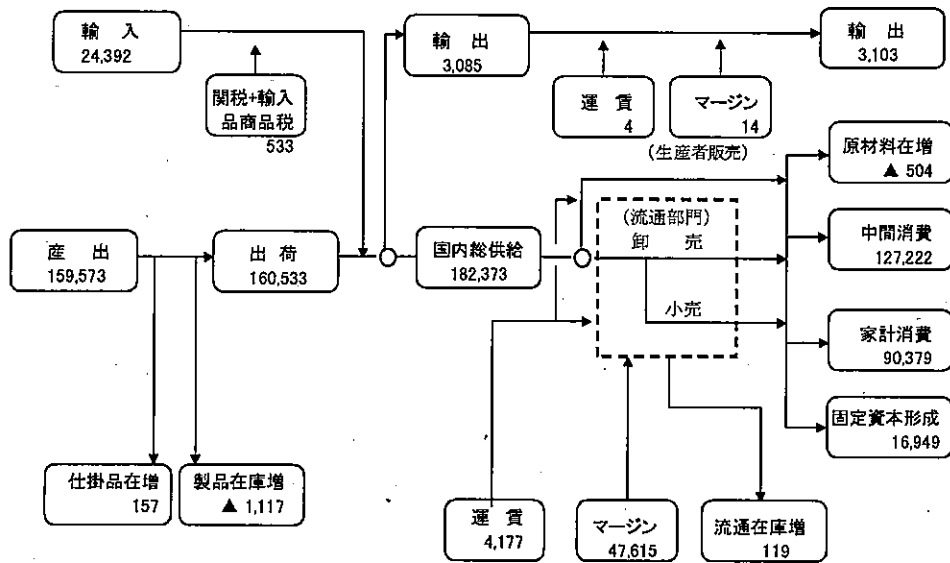 輸 入
24,392
関税+輸入
品商品税
533
輸 出
3,085
運 賃
4
マージン
14
(生産者販売)
輸 出
3,103
原材料在増
▲ 504
産 出
159,573
出 荷
160,533
国内総供給
182,373
(流通部門)
卸 売
小売
中間消費
127,222
家計消費
90,379
固定資本形成
16,949
仕掛品在増
157
製品在庫増
▲ 1,117
運 賃
4,177
マージン
47,615
流通在庫増
119